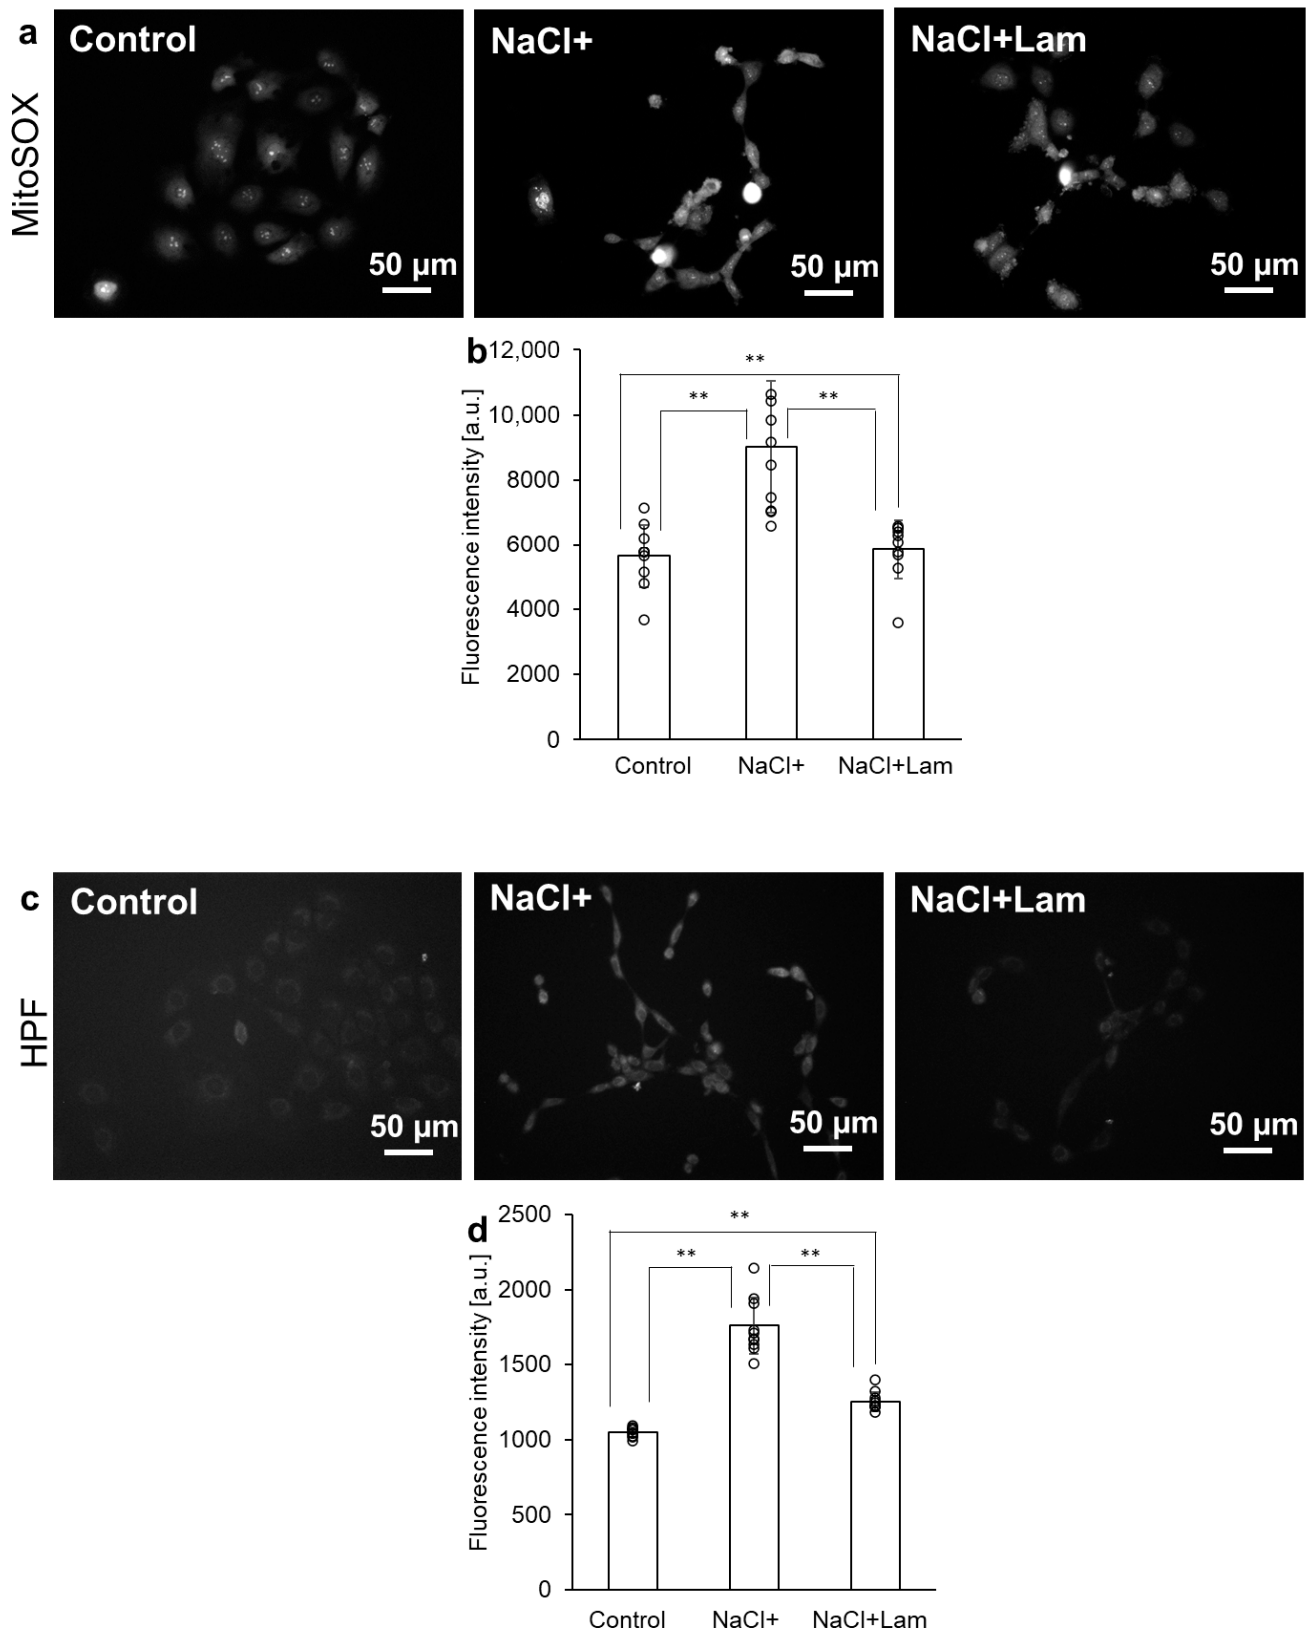 a
Control
NaCl+
NaCl+Lam
MitoSOX
50 µm
50 µm
50 µm
b
12,000
10,000
8000
6000
4000
2000
0
Fluorescence intensity [a.u.]
**
**
**
Control
NaCl+
NaCl+Lam
c
Control
NaCl+
NaCl+Lam
HPF
50 µm
50 µm
50 µm
d
2500
2000
1500
1000
500
0
Fluorescence intensity [a.u.]
**
**
**
Control
NaCl+
NaCl+Lam